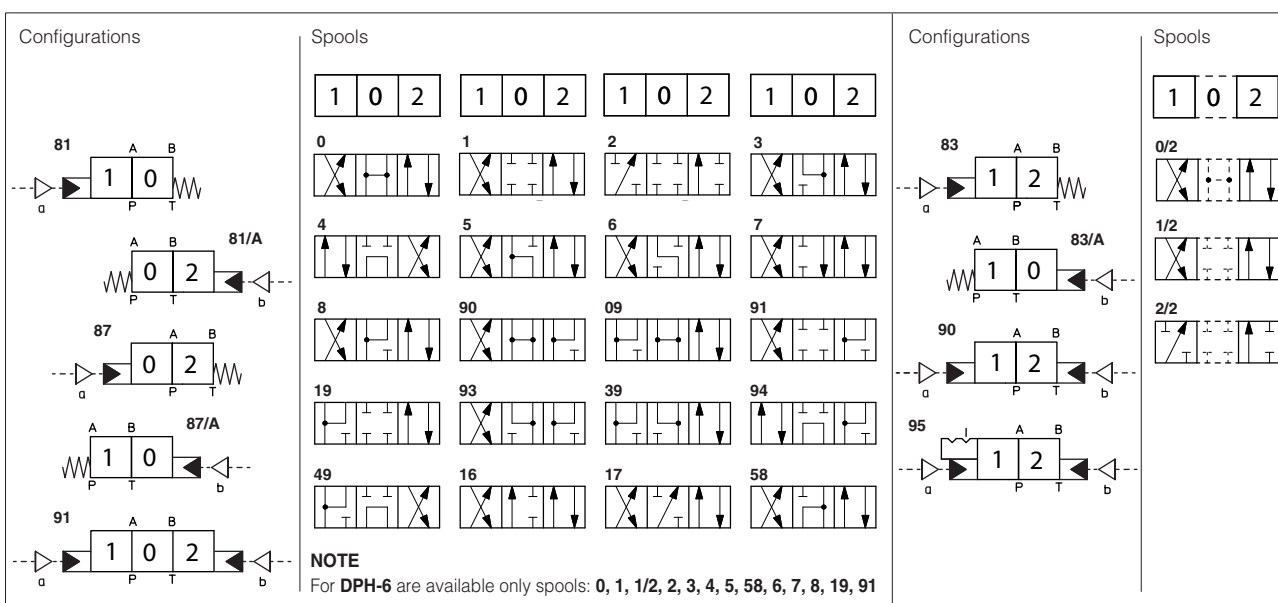 Configurations
Spools
Configurations
Spools
1 0 2
1 0 2
1 0 2
1 0 2
1 0 2
81
A B
1 0
a
P T
81/A
A B
0 2
P T
b
87
A B
0 2
a
P T
87/A
A B
1 0
P T
b
91
A B
1 0 2
a
P T
b
0 1 2 3
4 5 6 7
8 90 09 91
19 93 39 94
49 16 17 58
NOTE
For DPH-6 are available only spools: 0, 1, 1/2, 2, 3, 4, 5, 58, 6, 7, 8, 19, 91
83
A B
1 2
a
P T
83/A
A B
1 0
P T
b
90
A B
1 2
a
P T
b
95
I
A B
1 2
a
P T
b
0/2
1/2
2/2